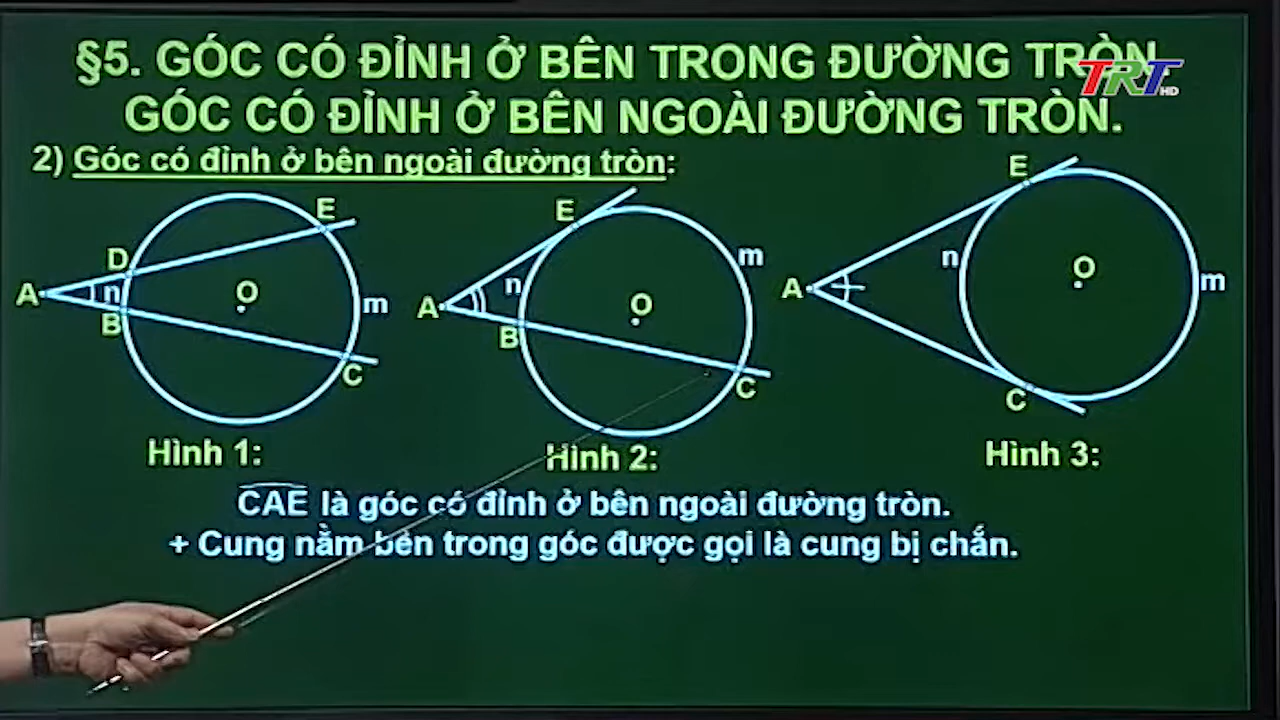 §5. GÓC CÓ ĐỈNH Ở BÊN TRONG ĐƯỜNG TRÒN.
GÓC CÓ ĐỈNH Ở BÊN NGOÀI ĐƯỜNG TRÒN.
TRT HD
2) Góc có đỉnh ở bên ngoài đường tròn:
A D E n B O m C
A E n B O m C
A E n O m C
Hình 1:
Hình 2:
Hình 3:
CAE là góc có đỉnh ở bên ngoài đường tròn.
+ Cung nằm bên trong góc được gọi là cung bị chắn.